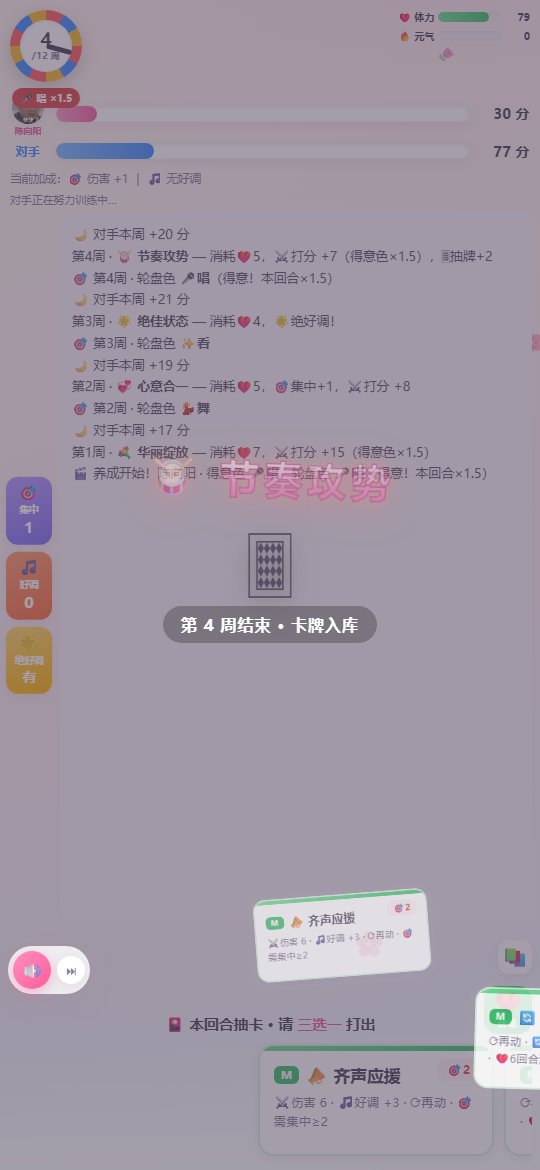 4
/12 周
体力 79
元气 0
唱 ×1.5
陈向阳
30 分
对手
77 分
当前加成: 伤害 +1 | 无好调
对手正在努力训练中...
对手本周 +20 分
第4周 · 节奏攻势 — 消耗 5, 打分 +7（得意色×1.5）, 抽牌+2
第4周 · 轮盘色 唱（得意！本回合×1.5）
对手本周 +21 分
第3周 · 绝佳状态 — 消耗 4, 绝好调!
第3周 · 轮盘色 香
对手本周 +19 分
第2周 · 心意合一 — 消耗 5, 集中+1, 打分 +8
第2周 · 轮盘色 舞
对手本周 +17 分
第1周 · 华丽绽放 — 消耗 7, 打分 +15（得意色×1.5）
养成开始! 阳 · 得意色 得意！本回合×1.5）
节奏攻势
集中
1
好调
0
绝好调
有
第 4 周结束 • 卡牌入库
M 齐声应援 2
伤害 6 · 好调 +3 · 再动 ·
需集中≥2
本回合抽卡 • 请 三选一 打出
M
再动 ·
· 6回合
M 齐声应援 2
伤害 6 · 好调 +3 · 再动 ·
需集中≥2